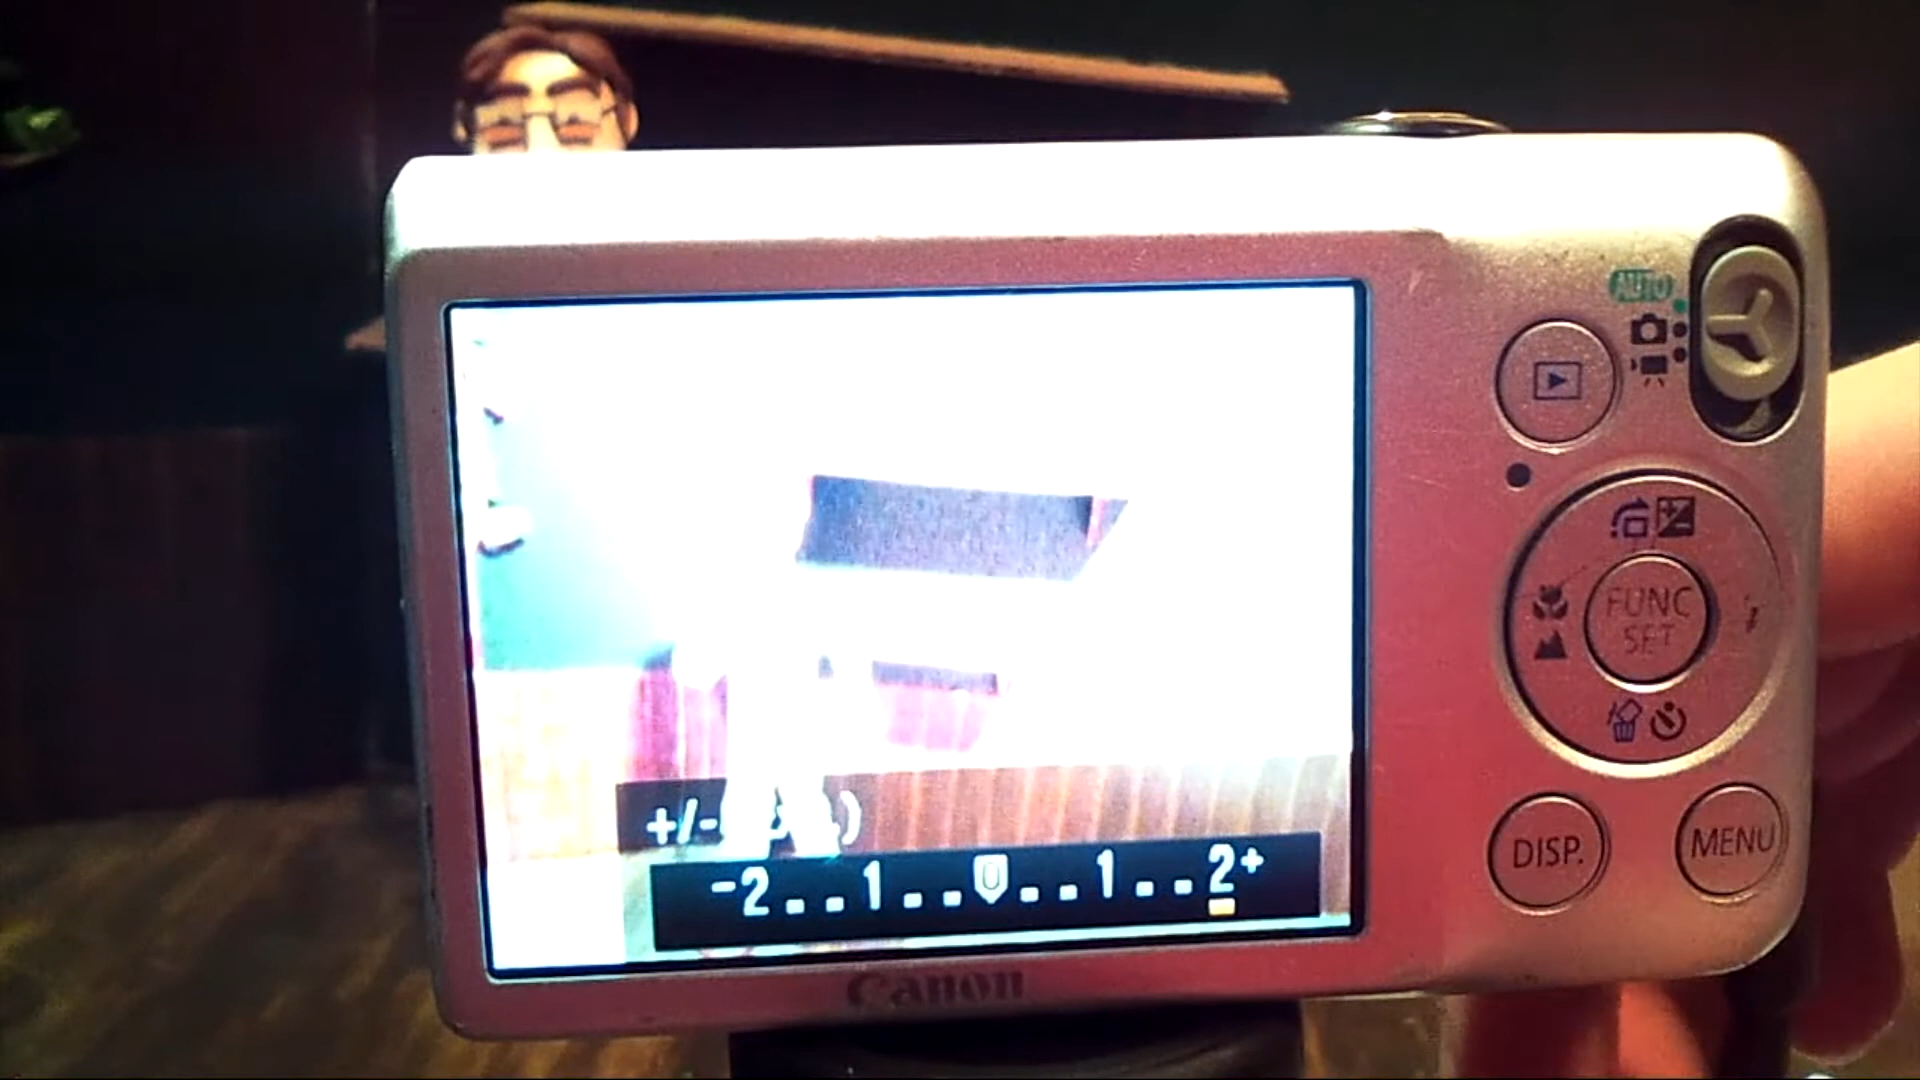 AUTO
FUNC
SET
+/-
-2..1..0..1..2+
DISP.
MENU
Canon